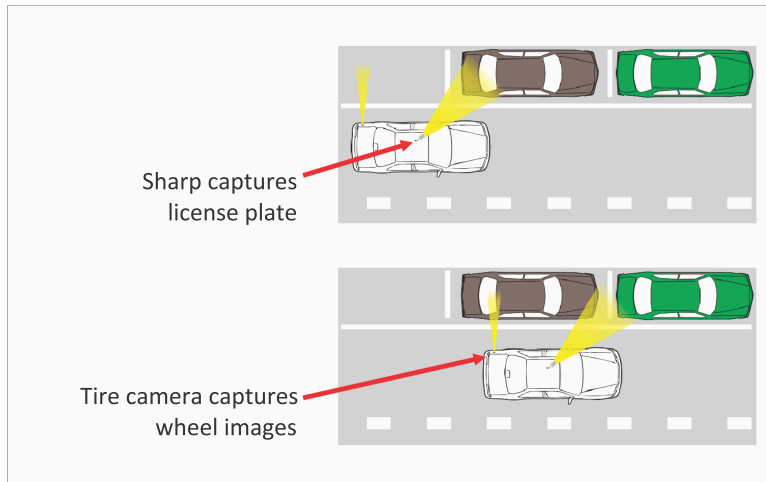 Sharp captures
license plate
Tire camera captures
wheel images